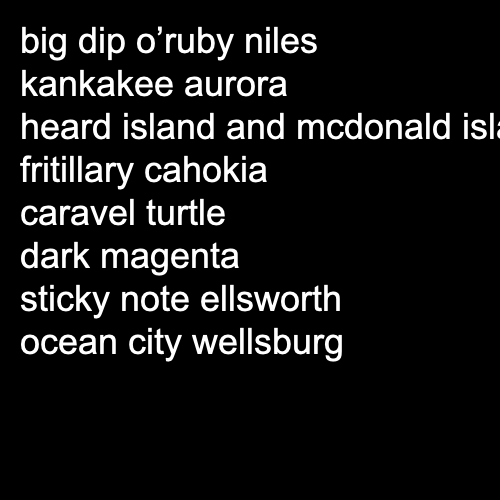 big dip o’ruby niles
kankakee aurora
heard island and mcdonald
fritillary cahokia
caravel turtle
dark magenta
sticky note ellsworth
ocean city wellsburg